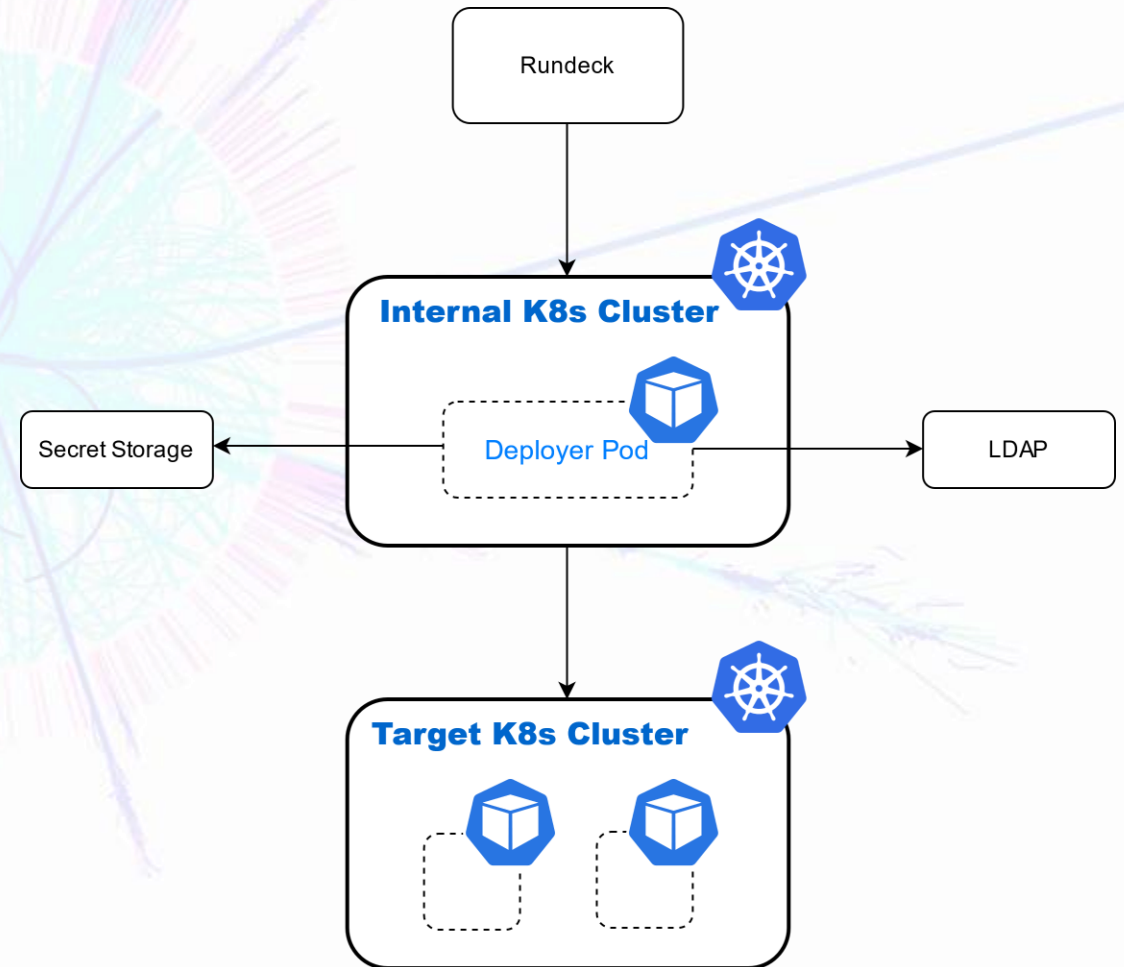 Rundeck
Internal K8s Cluster
Secret Storage
Deployer Pod
LDAP
Target K8s Cluster